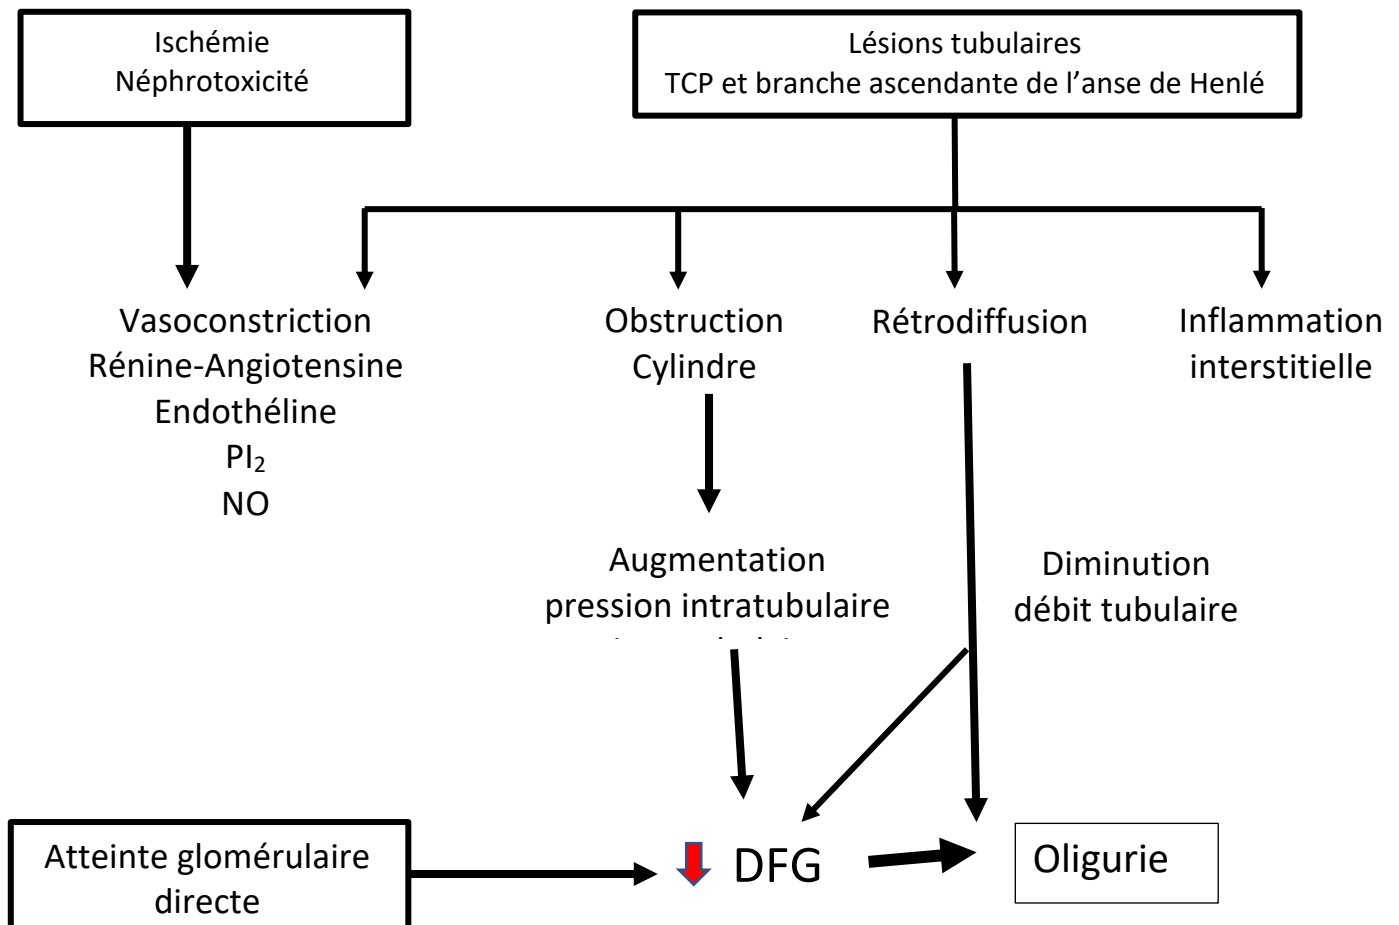 Ischémie
Néphrotoxicité
Lésions tubulaires
TCP et branche ascendante de l’anse de Henlé
Vasoconstriction
Rénine-Angiotensine
Endothéline
PI₂
NO
Obstruction
Cylindre
Rétrodiffusion
Inflammation
interstitielle
Augmentation
pression intratubulaire
Diminution
débit tubulaire
Atteinte glomérulaire
directe
DFG
Oligurie